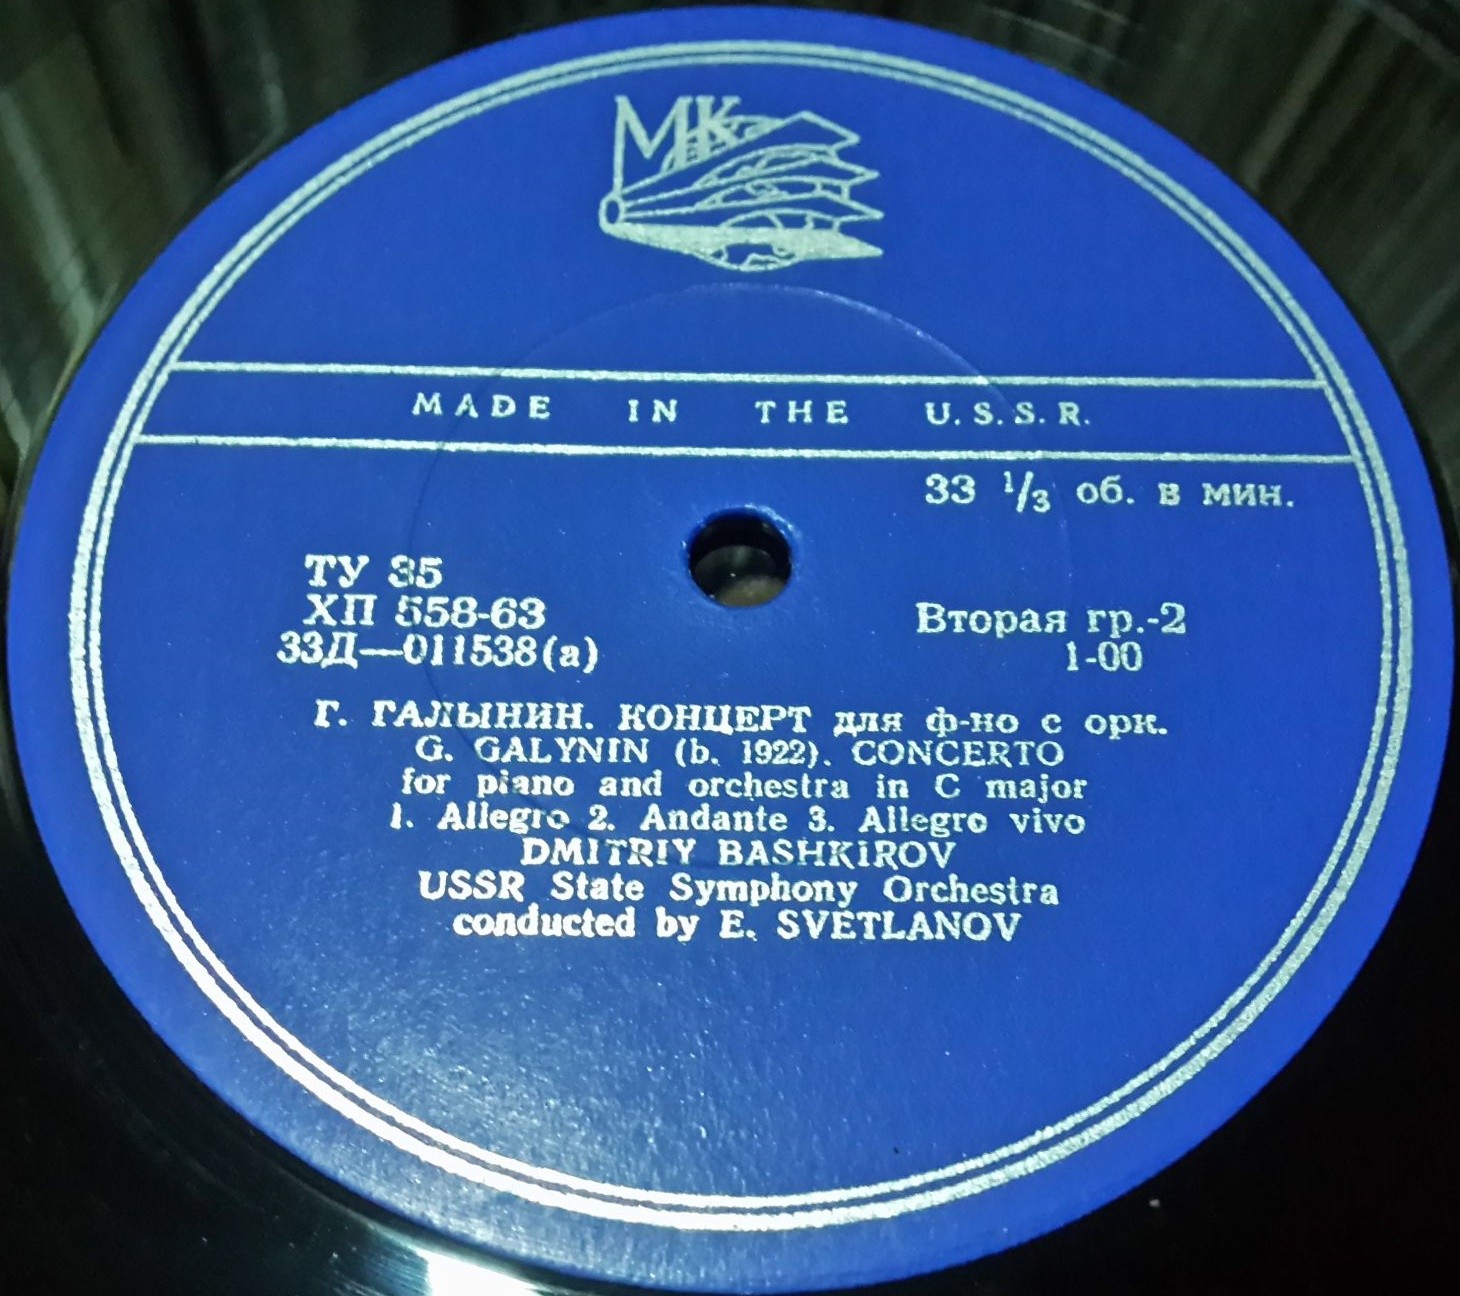 МК
MADE IN THE U.S.S.R.
33 1/3 об. в мин.
ТУ 35
ХП 558-63
33Д—011538(a)
Вторая гр.-2
1-00
Г. ГАЛЫНИН. КОНЦЕРТ для ф-но с орк.
G. GALYNIN (b. 1922). CONCERTO
for piano and orchestra in C major
1. Allegro 2. Andante 3. Allegro vivo
DMITRIY BASHKIROV
USSR State Symphony Orchestra
conducted by E. SVETLANOV